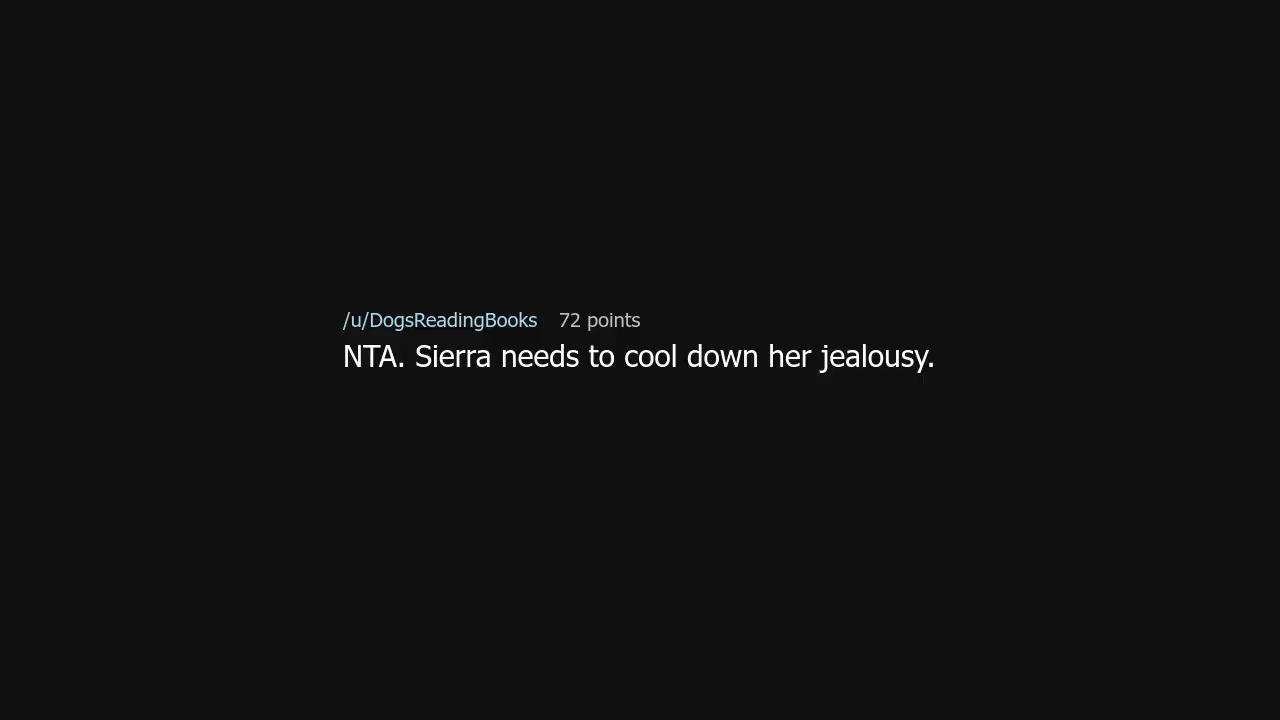 /u/DogsReadingBooks 72 points
NTA. Sierra needs to cool down her jealousy.